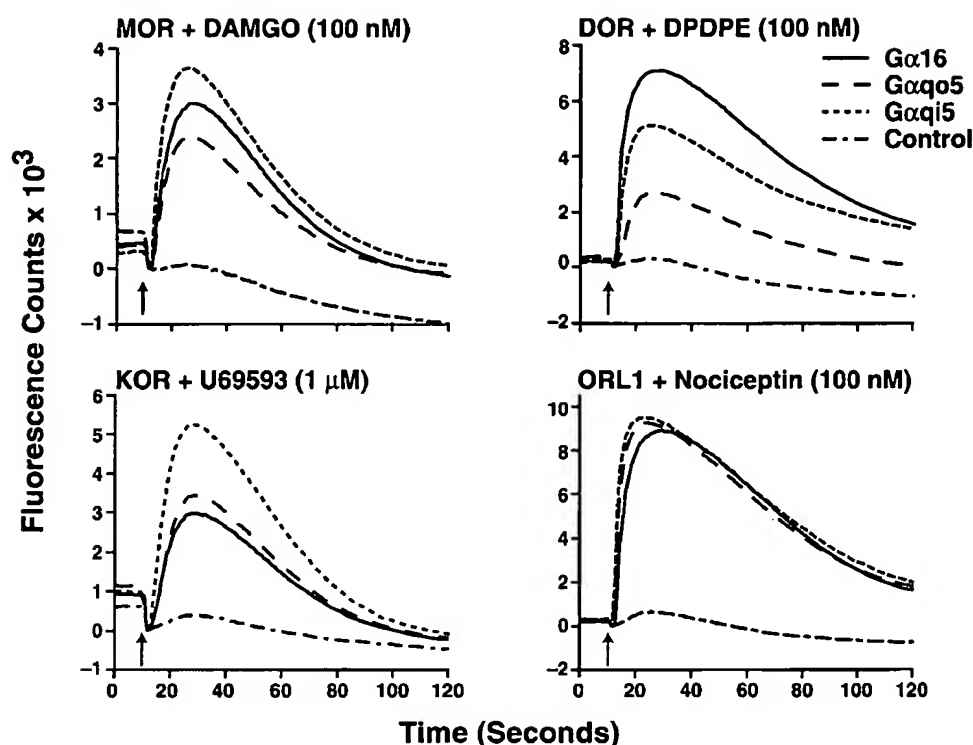 MOR + DAMGO (100 nM)
4
3
2
1
0
−1
DOR + DPDPE (100 nM)
8
6
4
2
0
−2
Gα16
Gαqo5
Gαqi5
Control
Fluorescence Counts x 10³
KOR + U69593 (1 µM)
6
5
4
3
2
1
0
−1
0 20 40 60 80 100 120
ORL1 + Nociceptin (100 nM)
10
8
6
4
2
0
−2
0 20 40 60 80 100 120
Time (Seconds)